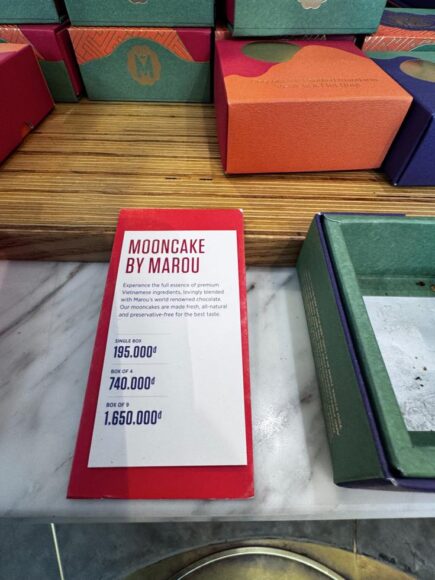 M
MOONCAKE
BY MAROU
Experience the full essence of premium
Vietnamese ingredients, lovingly blended
with Marou's world renowned chocolate.
Our mooncakes are made fresh, all-natural
and preservative-free for the best taste.
SINGLE BOX
195.000đ
BOX OF 4
740.000đ
BOX OF 9
1.650.000đ